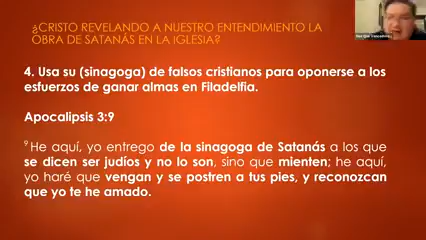 ¿CRISTO REVELANDO A NUESTRO ENTENDIMIENTO LA
OBRA DE SATANÁS EN LA IGLESIA?
4. Usa su (sinagoga) de falsos cristianos para oponerse a los
esfuerzos de ganar almas en Filadelfia.
Apocalipsis 3:9
9 He aquí, yo entrego de la sinagoga de Satanás a los que
se dicen ser judíos y no lo son, sino que mienten; he aquí,
yo haré que vengan y se postren a tus pies, y reconozcan
que yo te he amado.